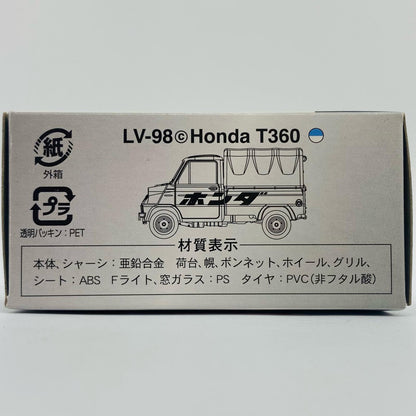 LV-98©Honda T360
紙
外箱
プラ
透明パッキン：PET
ホンダ
材質表示
本体、シャーシ：亜鉛合金　荷台、幌、ボンネット、ホイール、グリル、
シート：ABS　Fライト、窓ガラス：PS　タイヤ：PVC（非フタル酸）